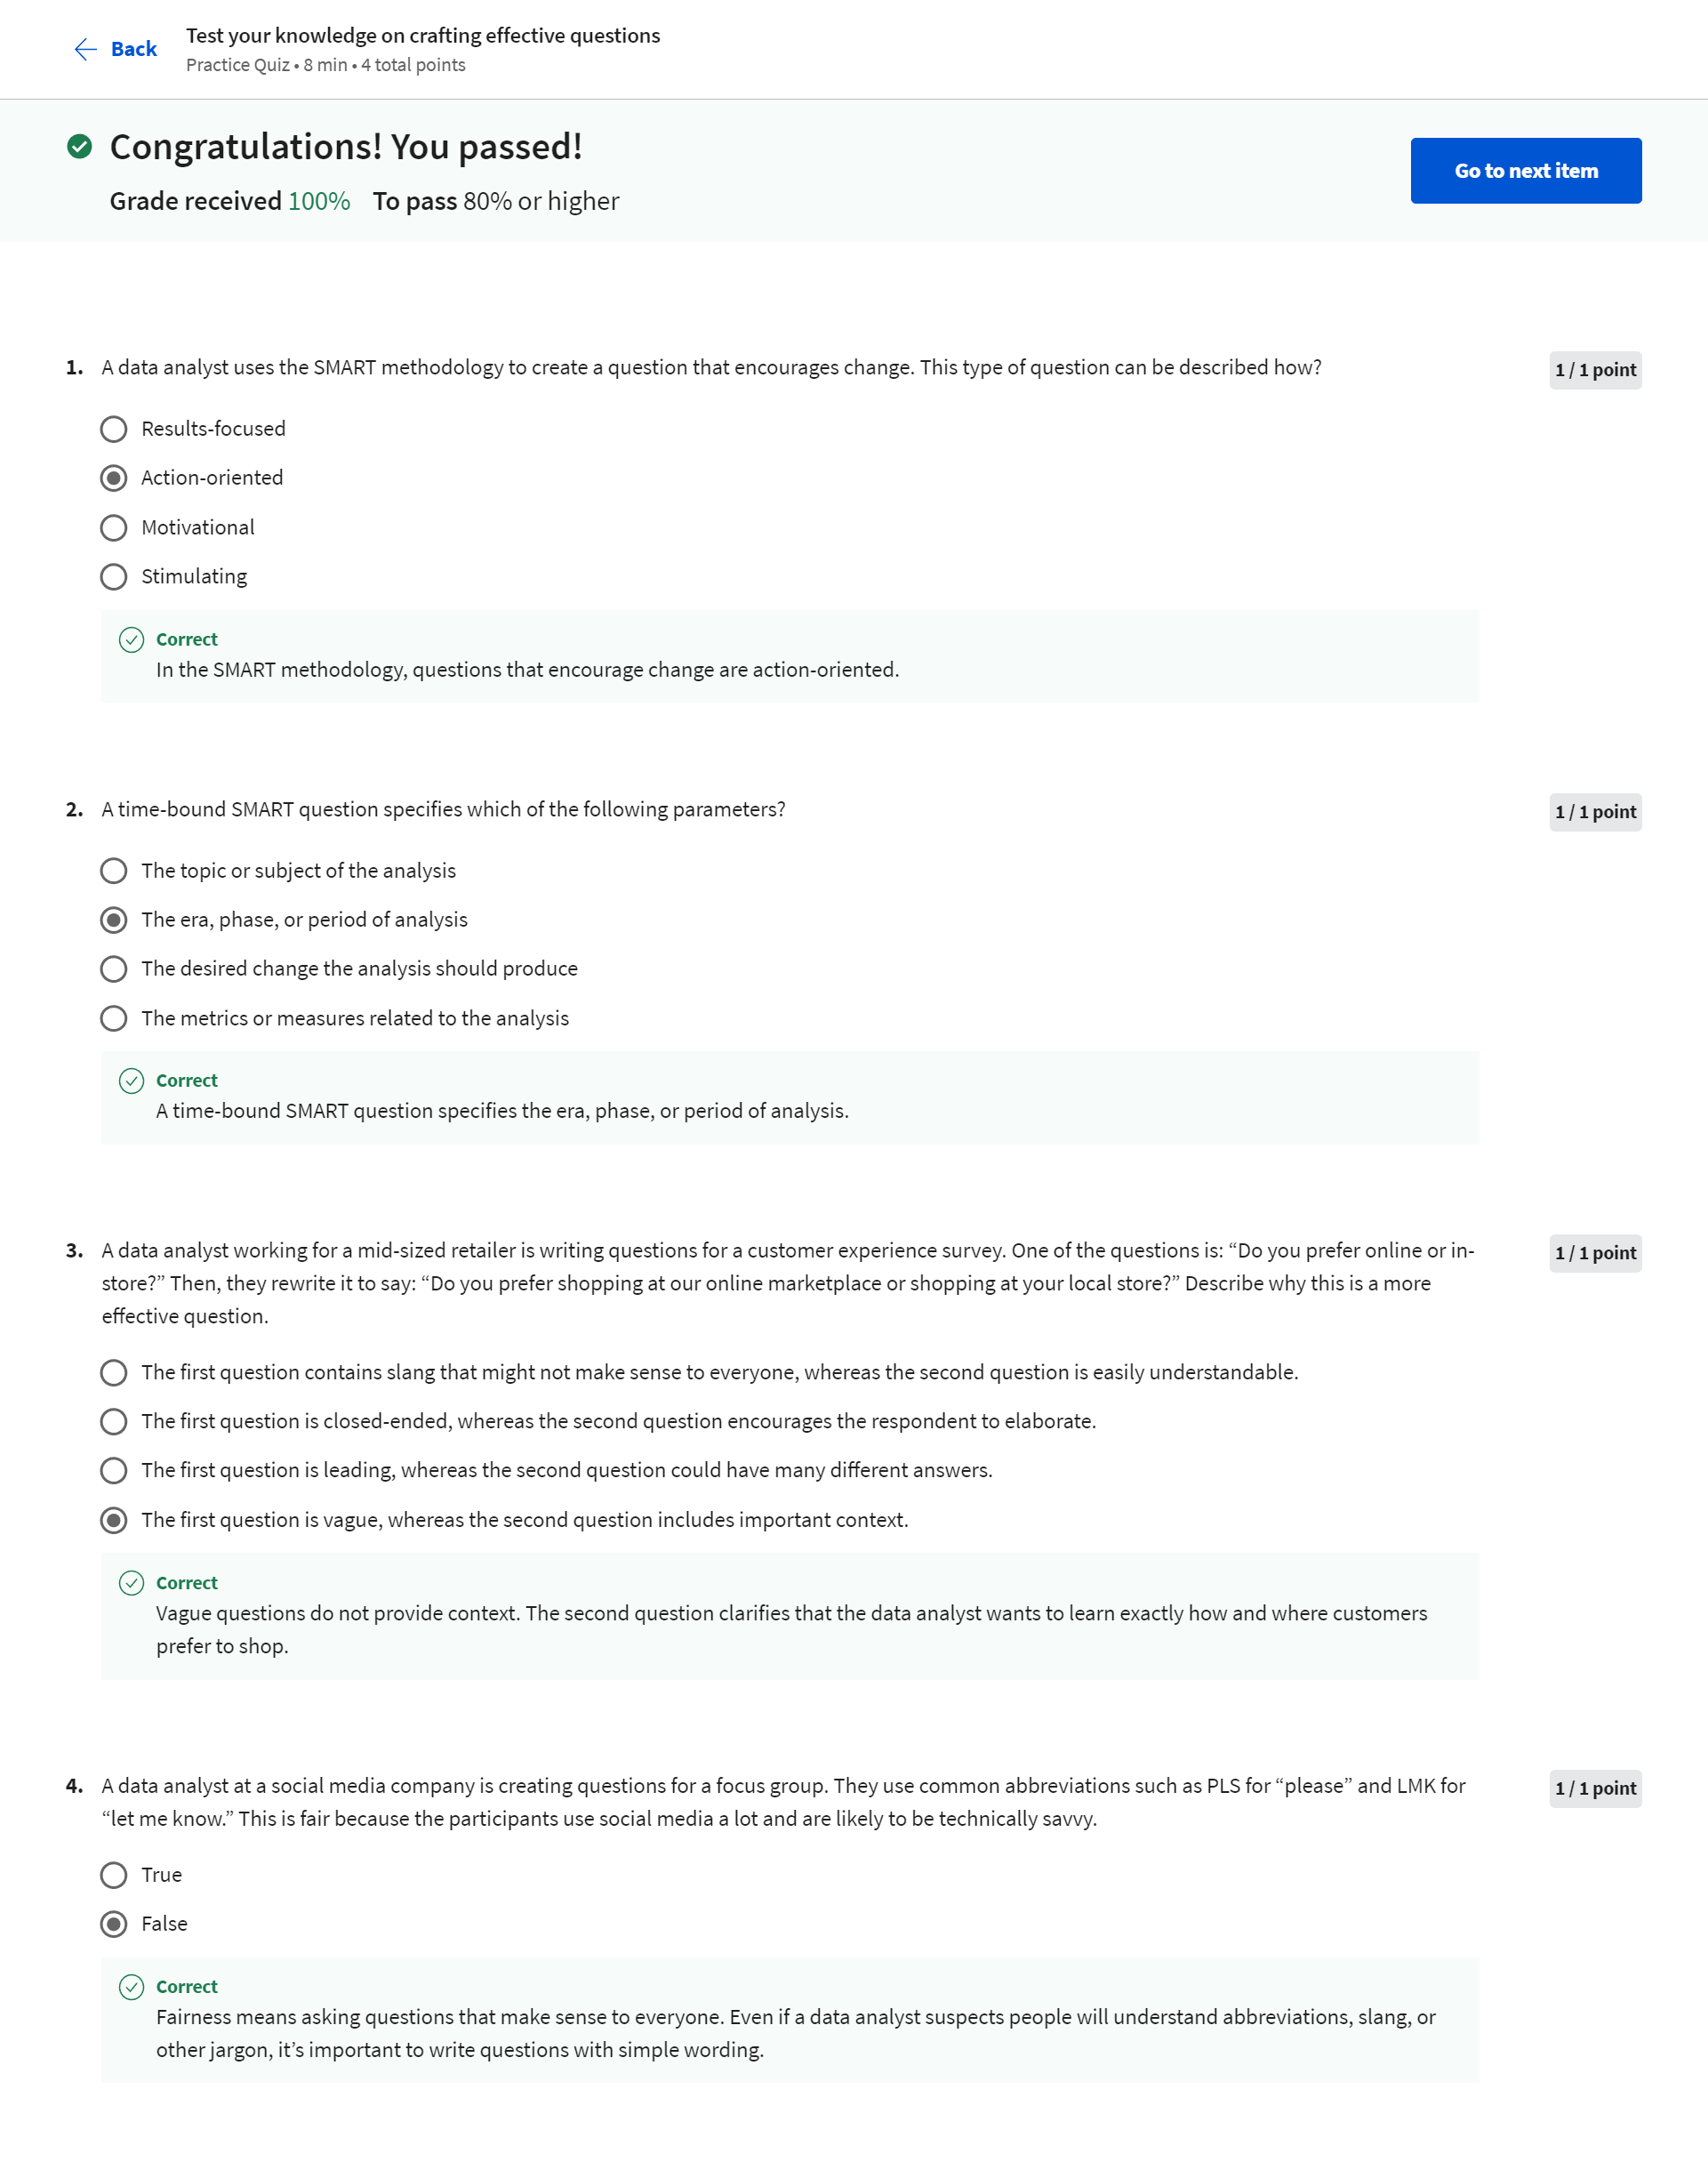 Back
Test your knowledge on crafting effective questions
Practice Quiz • 8 min • 4 total points
Congratulations! You passed!
Grade received 100% To pass 80% or higher
Go to next item
1. A data analyst uses the SMART methodology to create a question that encourages change. This type of question can be described how?
1 / 1 point
Results-focused
Action-oriented
Motivational
Stimulating
Correct
In the SMART methodology, questions that encourage change are action-oriented.
2. A time-bound SMART question specifies which of the following parameters?
1 / 1 point
The topic or subject of the analysis
The era, phase, or period of analysis
The desired change the analysis should produce
The metrics or measures related to the analysis
Correct
A time-bound SMART question specifies the era, phase, or period of analysis.
3. A data analyst working for a mid-sized retailer is writing questions for a customer experience survey. One of the questions is: “Do you prefer online or in-
store?” Then, they rewrite it to say: “Do you prefer shopping at our online marketplace or shopping at your local store?” Describe why this is a more
effective question.
1 / 1 point
The first question contains slang that might not make sense to everyone, whereas the second question is easily understandable.
The first question is closed-ended, whereas the second question encourages the respondent to elaborate.
The first question is leading, whereas the second question could have many different answers.
The first question is vague, whereas the second question includes important context.
Correct
Vague questions do not provide context. The second question clarifies that the data analyst wants to learn exactly how and where customers
prefer to shop.
4. A data analyst at a social media company is creating questions for a focus group. They use common abbreviations such as PLS for “please” and LMK for
“let me know.” This is fair because the participants use social media a lot and are likely to be technically savvy.
1 / 1 point
True
False
Correct
Fairness means asking questions that make sense to everyone. Even if a data analyst suspects people will understand abbreviations, slang, or
other jargon, it’s important to write questions with simple wording.